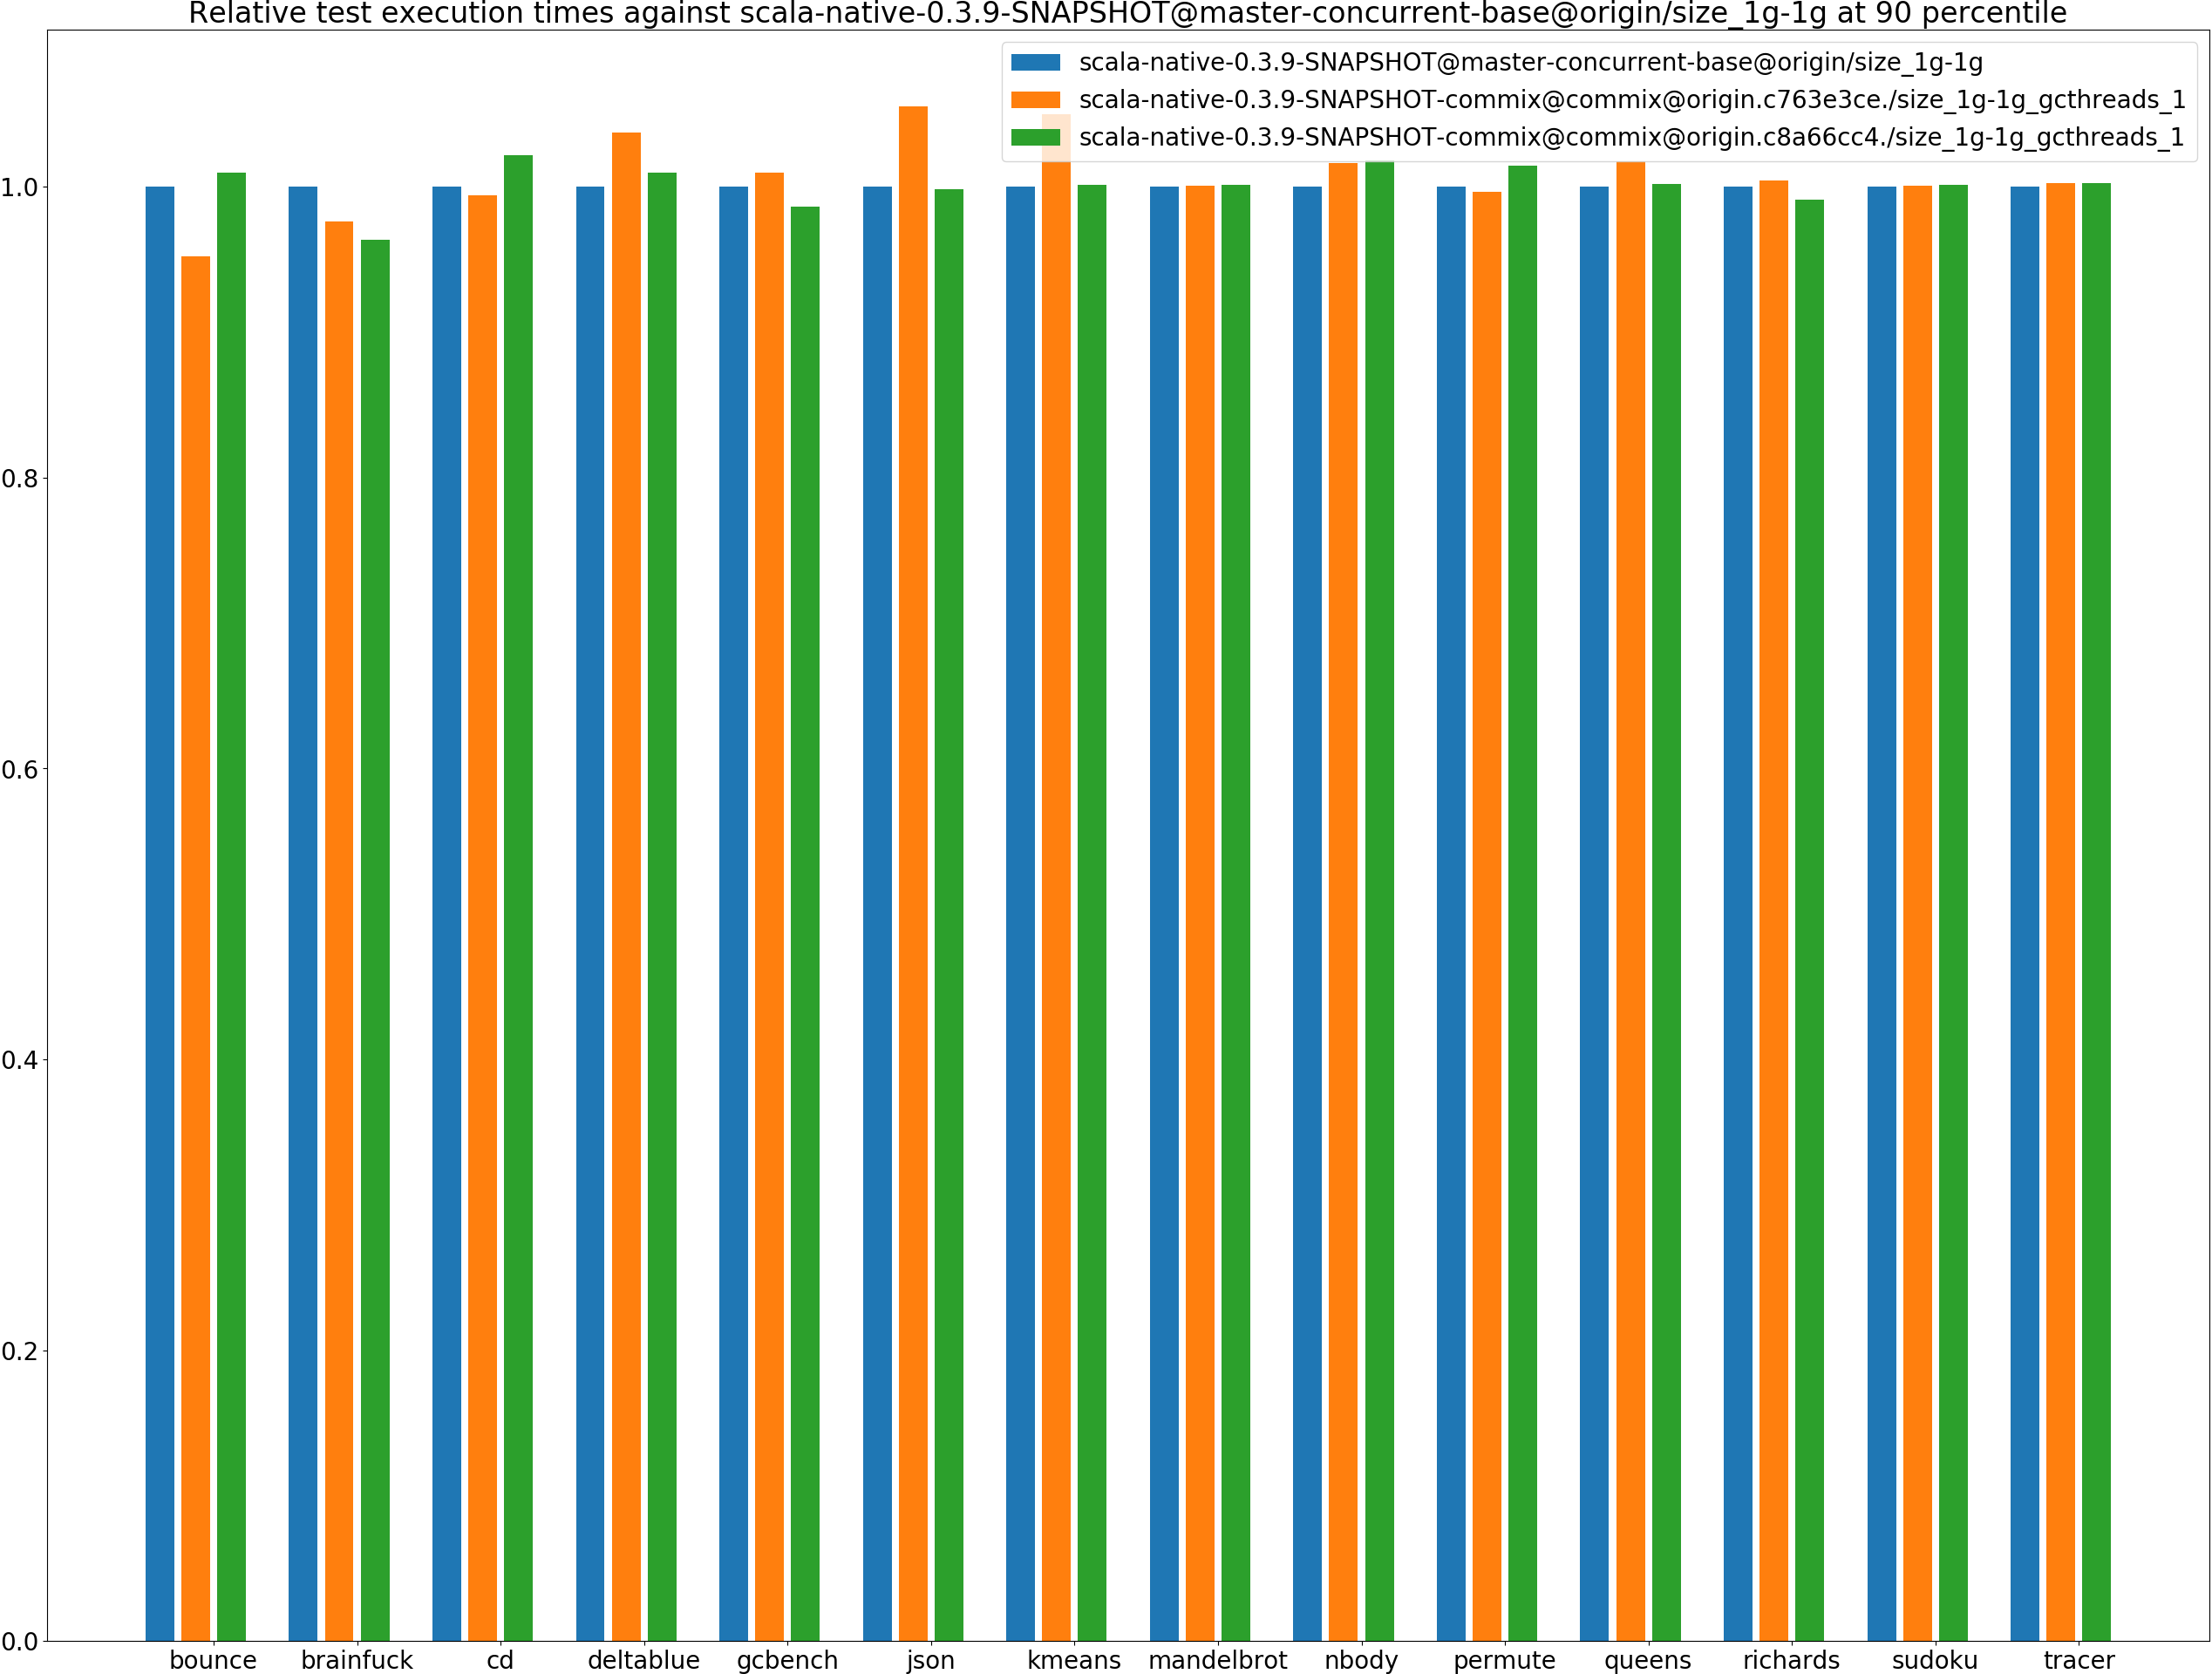 Relative test execution times against scala-native-0.3.9-SNAPSHOT@master-concurrent-base@origin/size_1g-1g at 90 percentile
scala-native-0.3.9-SNAPSHOT@master-concurrent-base@origin/size_1g-1g
scala-native-0.3.9-SNAPSHOT-commix@commix@origin.c763e3ce./size_1g-1g_gcthreads_1
scala-native-0.3.9-SNAPSHOT-commix@commix@origin.c8a66cc4./size_1g-1g_gcthreads_1
1.0
0.8
0.6
0.4
0.2
0.0
bounce brainfuck cd deltablue gcbench json kmeans mandelbrot nbody permute queens richards sudoku tracer